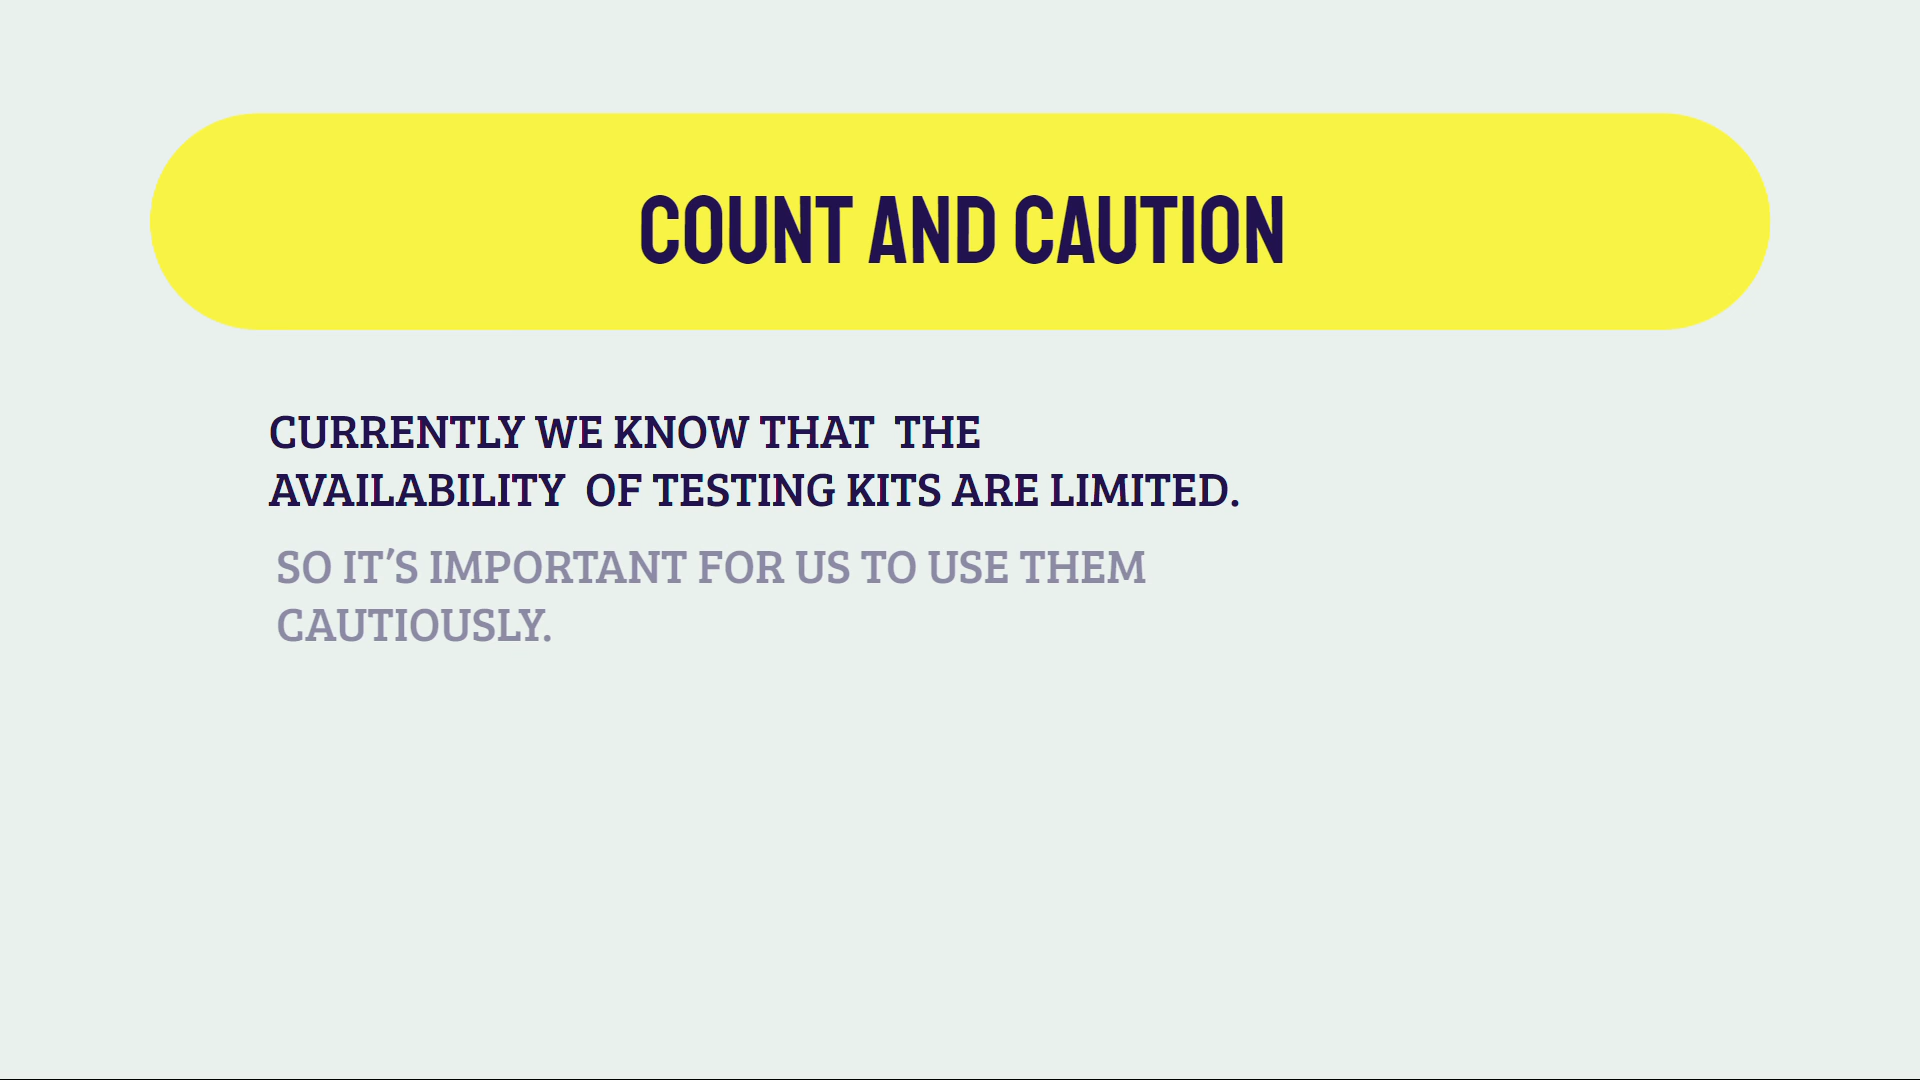 COUNT AND CAUTION
CURRENTLY WE KNOW THAT  THE
AVAILABILITY  OF TESTING KITS ARE LIMITED.
SO IT'S IMPORTANT FOR US TO USE THEM
CAUTIOUSLY.